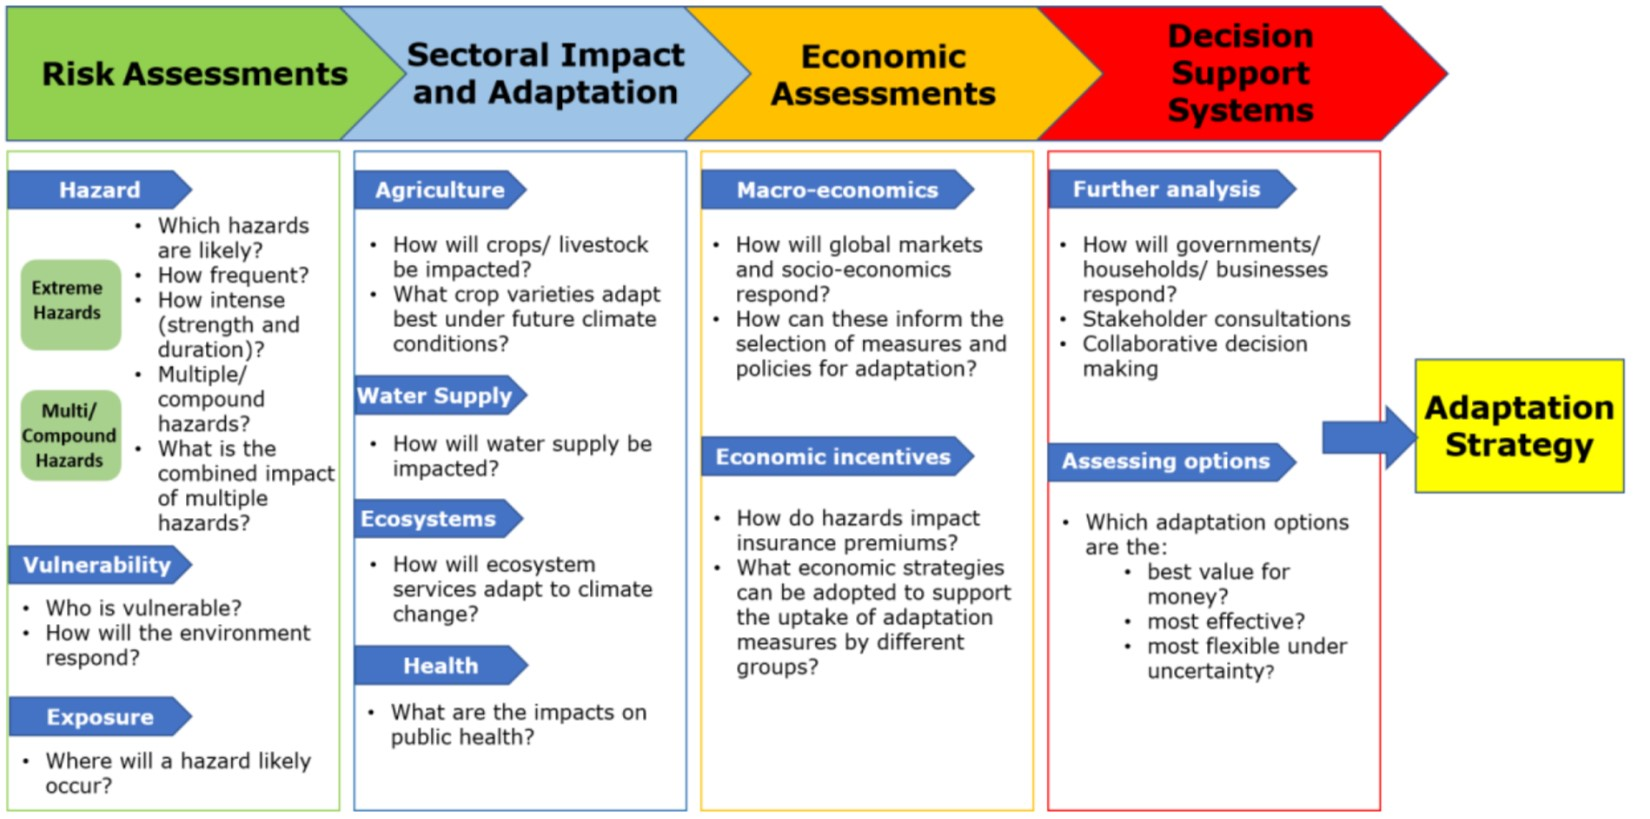 Risk Assessments
Sectoral Impact
and Adaptation
Economic
Assessments
Decision
Support
Systems
Hazard
• Which hazards
are likely?
• How frequent?
• How intense
(strength and
duration)?
• Multiple/
compound
hazards?
• What is the
combined impact
of multiple
hazards?
Extreme
Hazards
Multi/
Compound
Hazards
Vulnerability
• Who is vulnerable?
• How will the environment
respond?
Exposure
• Where will a hazard likely
occur?
Agriculture
• How will crops/ livestock
be impacted?
• What crop varieties adapt
best under future climate
conditions?
Water Supply
• How will water supply be
impacted?
Ecosystems
• How will ecosystem
services adapt to climate
change?
Health
• What are the impacts on
public health?
Macro-economics
• How will global markets
and socio-economics
respond?
• How can these inform the
selection of measures and
policies for adaptation?
Economic incentives
• How do hazards impact
insurance premiums?
• What economic strategies
can be adopted to support
the uptake of adaptation
measures by different
groups?
Further analysis
• How will governments/
households/ businesses
respond?
• Stakeholder consultations
• Collaborative decision
making
Assessing options
• Which adaptation options
are the:
• best value for
money?
• most effective?
• most flexible under
uncertainty?
Adaptation
Strategy